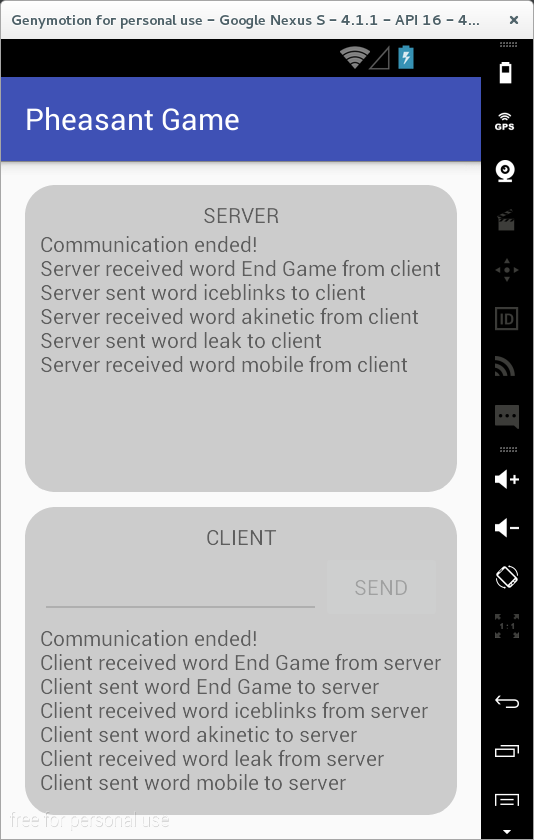 Genymotion for personal use – Google Nexus S – 4.1.1 – API 16 – 4...
GPS
Pheasant Game
SERVER
Communication ended!
Server received word End Game from client
Server sent word iceblinks to client
Server received word akinetic from client
Server sent word leak to client
Server received word mobile from client
ID
CLIENT
SEND
1:1
Communication ended!
Client received word End Game from server
Client sent word End Game to server
Client received word iceblinks from server
Client sent word akinetic to server
Client received word leak from server
Client sent word mobile to server
free for personal use